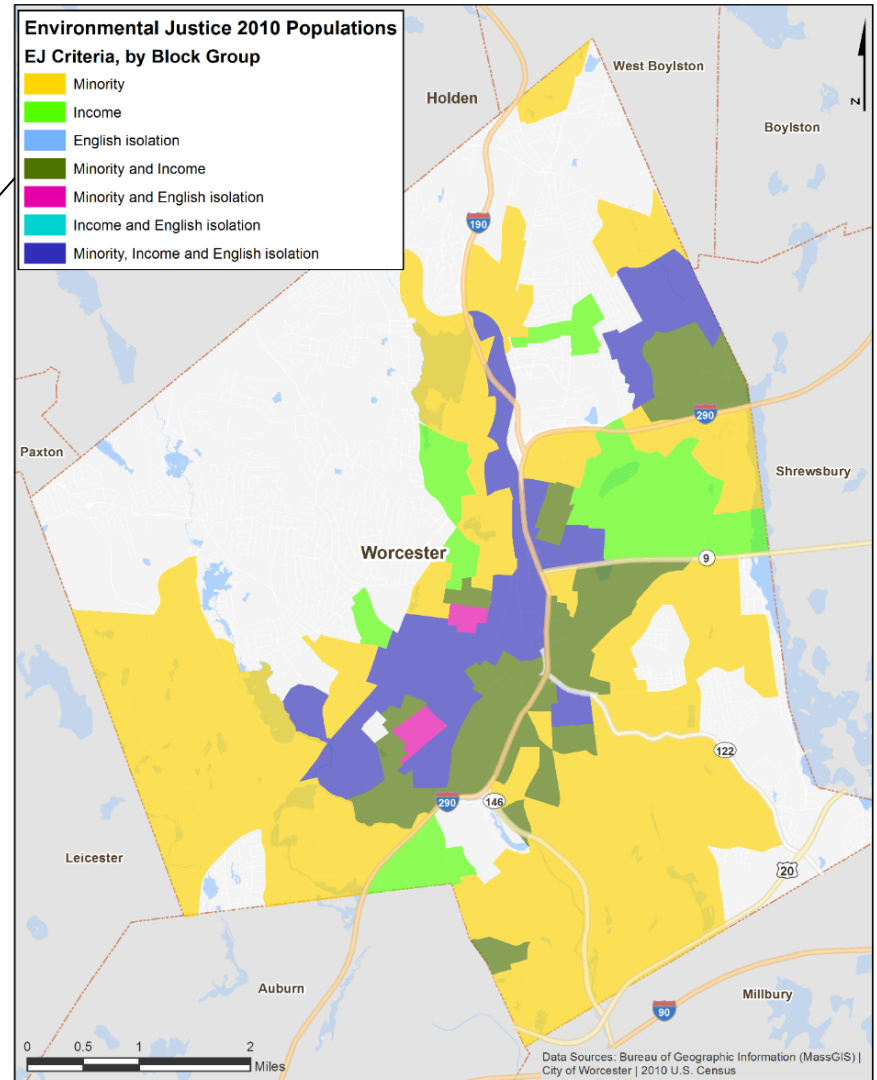 Environmental Justice 2010 Populations
EJ Criteria, by Block Group
Minority
Income
English isolation
Minority and Income
Minority and English isolation
Income and English isolation
Minority, Income and English isolation
N
West Boylston
Holden
Boylston
190
290
Paxton
Shrewsbury
Worcester
9
122
290
146
20
Leicester
Auburn
Millbury
90
0 0.5 1 2
Miles
Data Sources: Bureau of Geographic Information (MassGIS) |
City of Worcester | 2010 U.S. Census